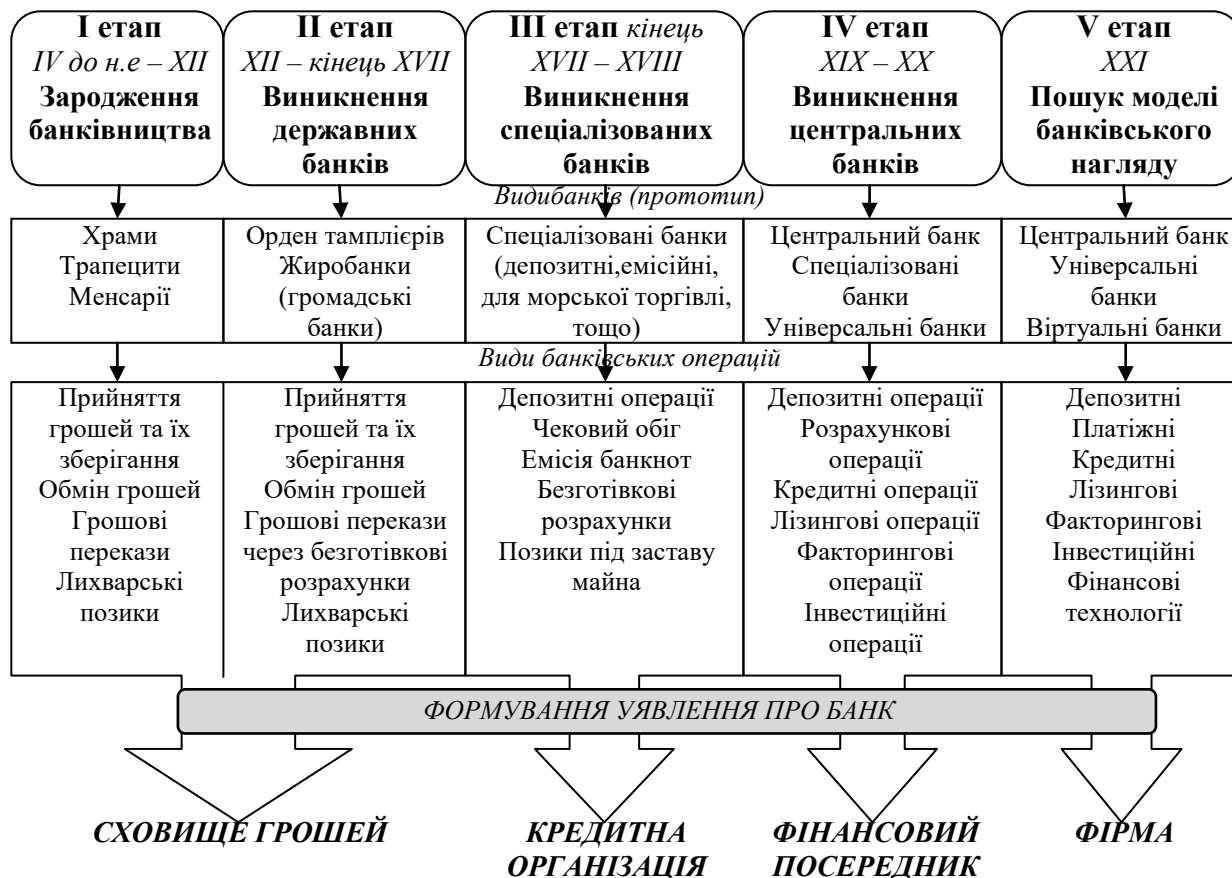 І етап
IV до н.е – XII
Зародження
банківництва
ІІ етап
XII – кінець XVII
Виникнення
державних
банків
ІІІ етап кінець
XVII – XVIII
Виникнення
спеціалізованих
банків
IV етап
XIX – XX
Виникнення
центральних
банків
V етап
XXI
Пошук моделі
банківського
нагляду
Видибанків (прототип)
Храми
Трапецити
Менсарії
Орден тамплієрів
Жиробанки
(громадські
банки)
Спеціалізовані банки
(депозитні,емісійні,
для морської торгівлі,
тощо)
Центральний банк
Спеціалізовані
банки
Універсальні банки
Центральний банк
Універсальні
банки
Віртуальні банки
Види банківських операцій
Прийняття
грошей та їх
зберігання
Обмін грошей
Грошові
перекази
Лихварські
позики
Прийняття
грошей та їх
зберігання
Обмін грошей
Грошові перекази
через безготівкові
розрахунки
Лихварські
позики
Депозитні операції
Чековий обіг
Емісія банкнот
Безготівкові
розрахунки
Позики під заставу
майна
Депозитні операції
Розрахункові
операції
Кредитні операції
Лізингові операції
Факторингові
операції
Інвестиційні
операції
Депозитні
Платіжні
Кредитні
Лізингові
Факторингові
Інвестиційні
Фінансові
технології
ФОРМУВАННЯ УЯВЛЕННЯ ПРО БАНК
СХОВИЩЕ ГРОШЕЙ
КРЕДИТНА
ОРГАНІЗАЦІЯ
ФІНАНСОВИЙ
ПОСЕРЕДНИК
ФІРМА